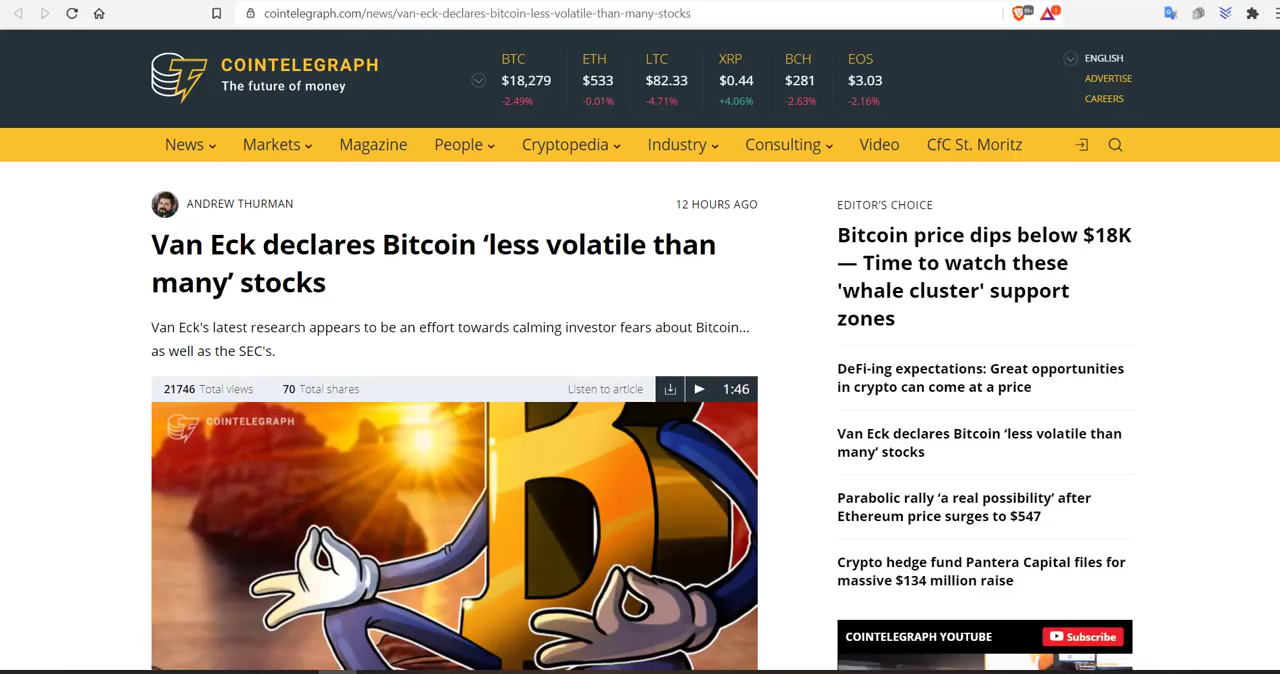 cointelegraph.com/news/van-eck-declares-bitcoin-less-volatile-than-many-stocks
COINTELEGRAPH
The future of money
BTC ETH LTC XRP BCH EOS
$18,279 $533 $82.33 $0.44 $281 $3.03
-2.49% -0.01% -4.71% +4.06% -2.63% -2.16%
ENGLISH
ADVERTISE
CAREERS
News Markets Magazine People Cryptopedia Industry Consulting Video CfC St. Moritz
ANDREW THURMAN
12 HOURS AGO
Van Eck declares Bitcoin ‘less volatile than
many’ stocks
Van Eck's latest research appears to be an effort towards calming investor fears about Bitcoin...
as well as the SEC's.
21746 Total views 70 Total shares Listen to article 1:46
COINTELEGRAPH
EDITOR’S CHOICE
Bitcoin price dips below $18K
— Time to watch these
'whale cluster' support
zones
DeFi-ing expectations: Great opportunities
in crypto can come at a price
Van Eck declares Bitcoin ‘less volatile than
many’ stocks
Parabolic rally ‘a real possibility’ after
Ethereum price surges to $547
Crypto hedge fund Pantera Capital files for
massive $134 million raise
COINTELEGRAPH YOUTUBE
Subscribe